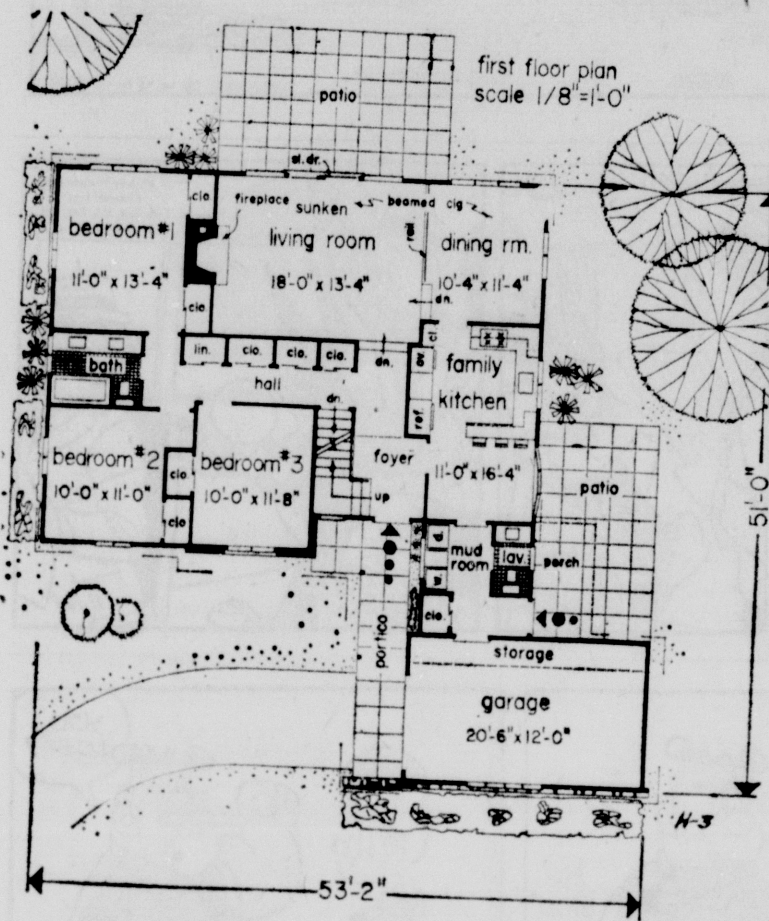 first floor plan
scale 1/8"=1'-0"
patio
sl. dr.
clo
fireplace
sunken
beamed clg
bedroom #1
living room
rail
dining rm.
11'-0" x 13'-4"
18'-0" x 13'-4"
10'-4" x 11'-4"
dn.
clo.
lin.
clo.
clo.
clo.
dn.
ov.
cl.
family
kitchen
bath
hall
dn.
ref.
bedroom #2
bedroom #3
foyer
11'-0" x 16'-4"
clo.
10'-0" x 11'-0"
10'-0" x 11'-8"
up
patio
clo.
51'-0"
d.
mud
room
lav.
porch
w.
clo.
portico
storage
garage
20'-6" x 12'-0"
H-3
53'-2"